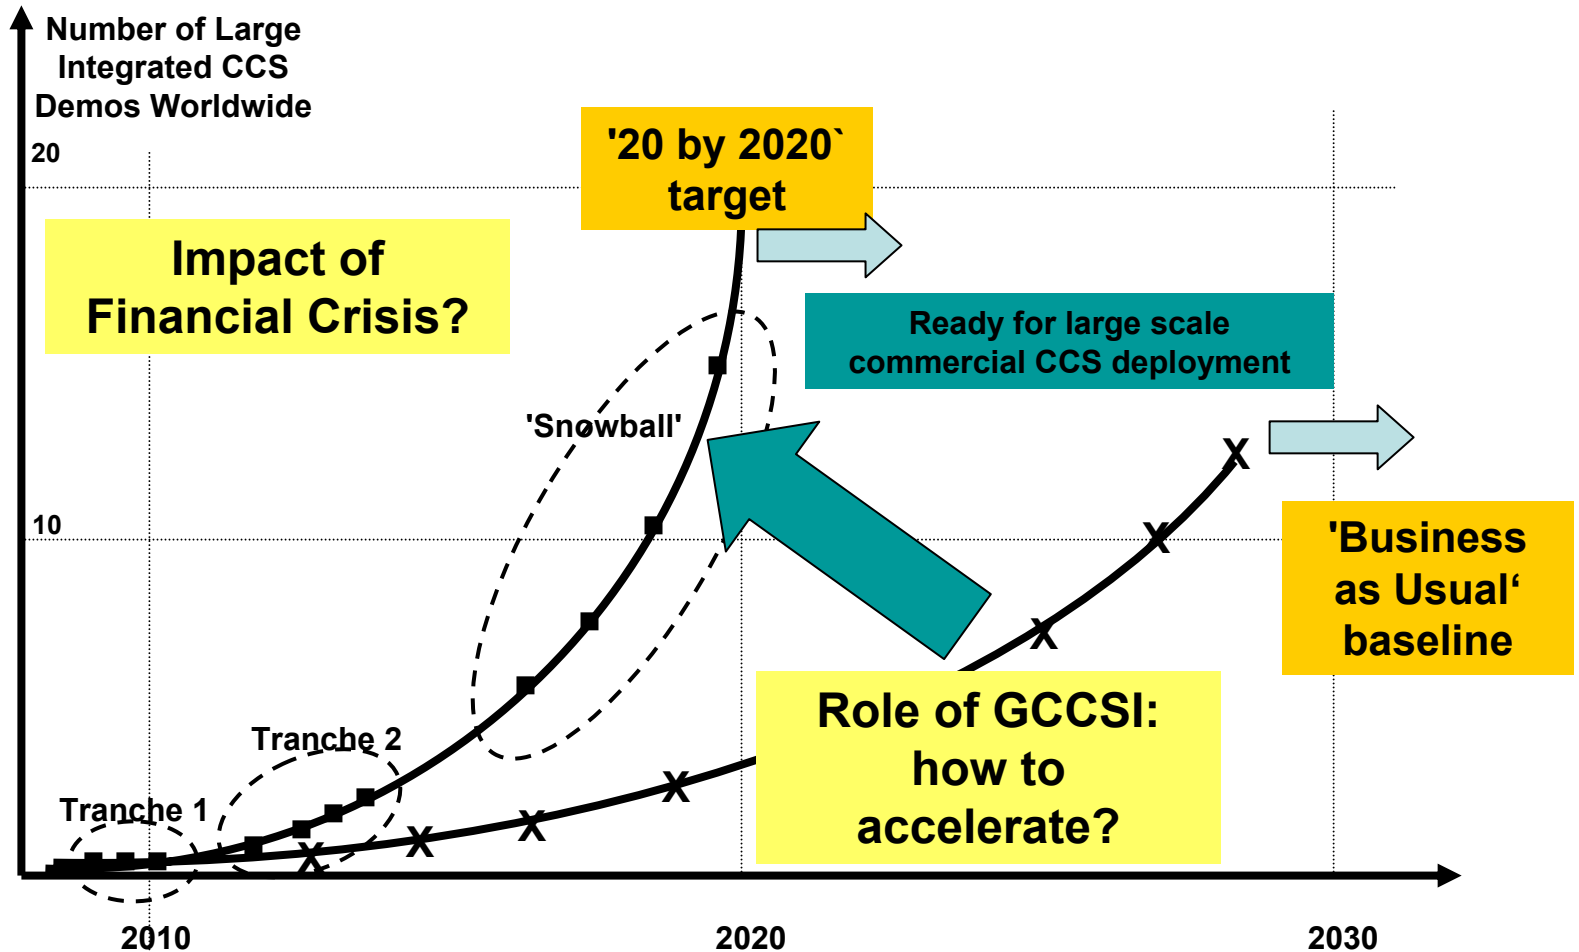 Number of Large
Integrated CCS
Demos Worldwide
20
'20 by 2020`
target
Impact of
Financial Crisis?
Ready for large scale
commercial CCS deployment
'Snowball'
10
'Business
as Usual‘
baseline
Role of GCCSI:
how to
accelerate?
Tranche 2
Tranche 1
2010
2020
2030